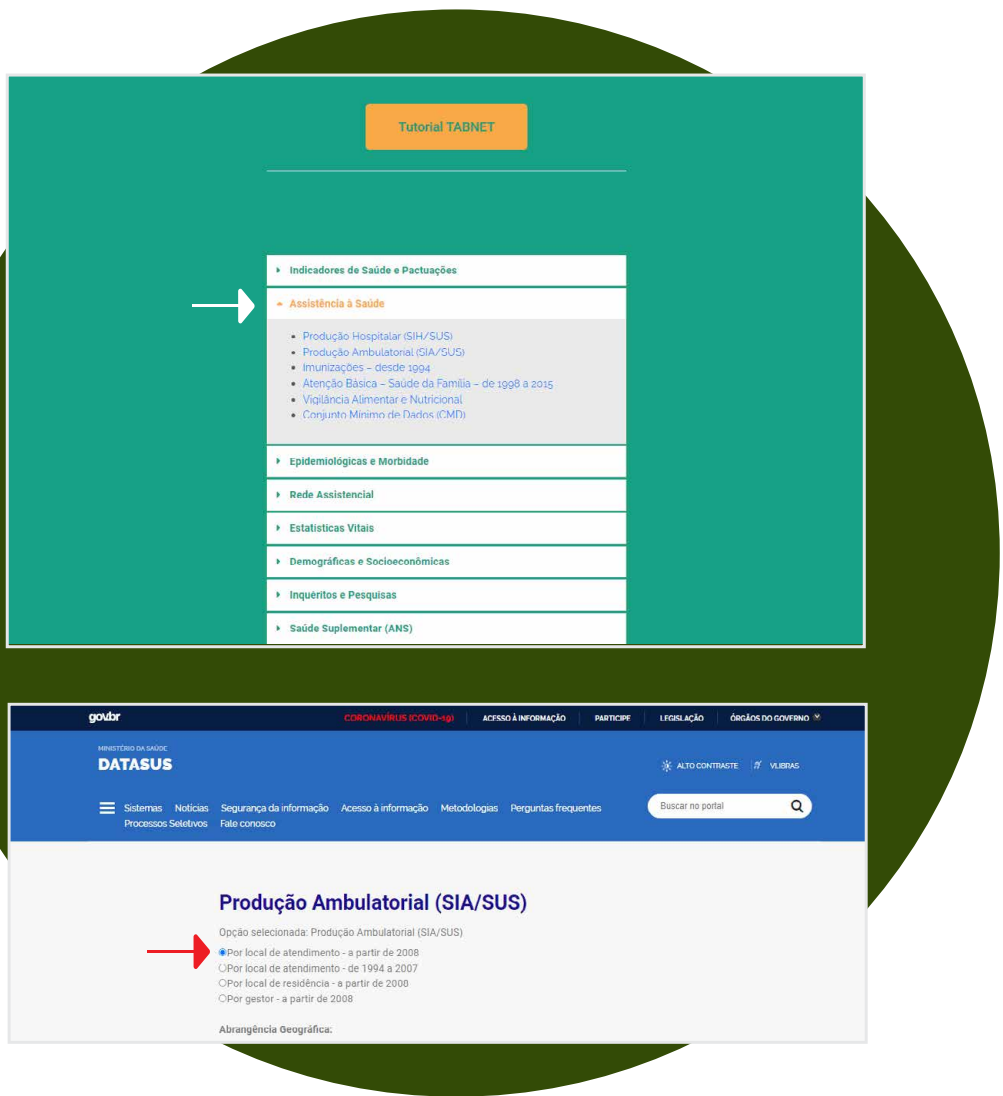 Tutorial TABNET
Indicadores de Saúde e Pactuações
Assistência à Saúde
Produção Hospitalar (SIH/SUS)
Produção Ambulatorial (SIA/SUS)
Imunizações – desde 1994
Atenção Básica – Saúde da Família – de 1998 a 2015
Vigilância Alimentar e Nutricional
Conjunto Mínimo de Dados (CMD)
Epidemiológicas e Morbidade
Rede Assistencial
Estatísticas Vitais
Demográficas e Socioeconômicas
Inquéritos e Pesquisas
Saúde Suplementar (ANS)
govbr CORONAVÍRUS (COVID-19) ACESSO À INFORMAÇÃO PARTICIPE LEGISLAÇÃO ÓRGÃOS DO GOVERNO
MINISTÉRIO DA SAÚDE
DATASUS
ALTO CONTRASTE VLIBRAS
Sistemas Notícias Segurança da informação Acesso à informação Metodologias Perguntas frequentes
Processos Seletivos Fale conosco
Buscar no portal
Produção Ambulatorial (SIA/SUS)
Opção selecionada: Produção Ambulatorial (SIA/SUS)
Por local de atendimento - a partir de 2008
Por local de atendimento - de 1994 a 2007
Por local de residência - a partir de 2008
Por gestor - a partir de 2008
Abrangência Geográfica: